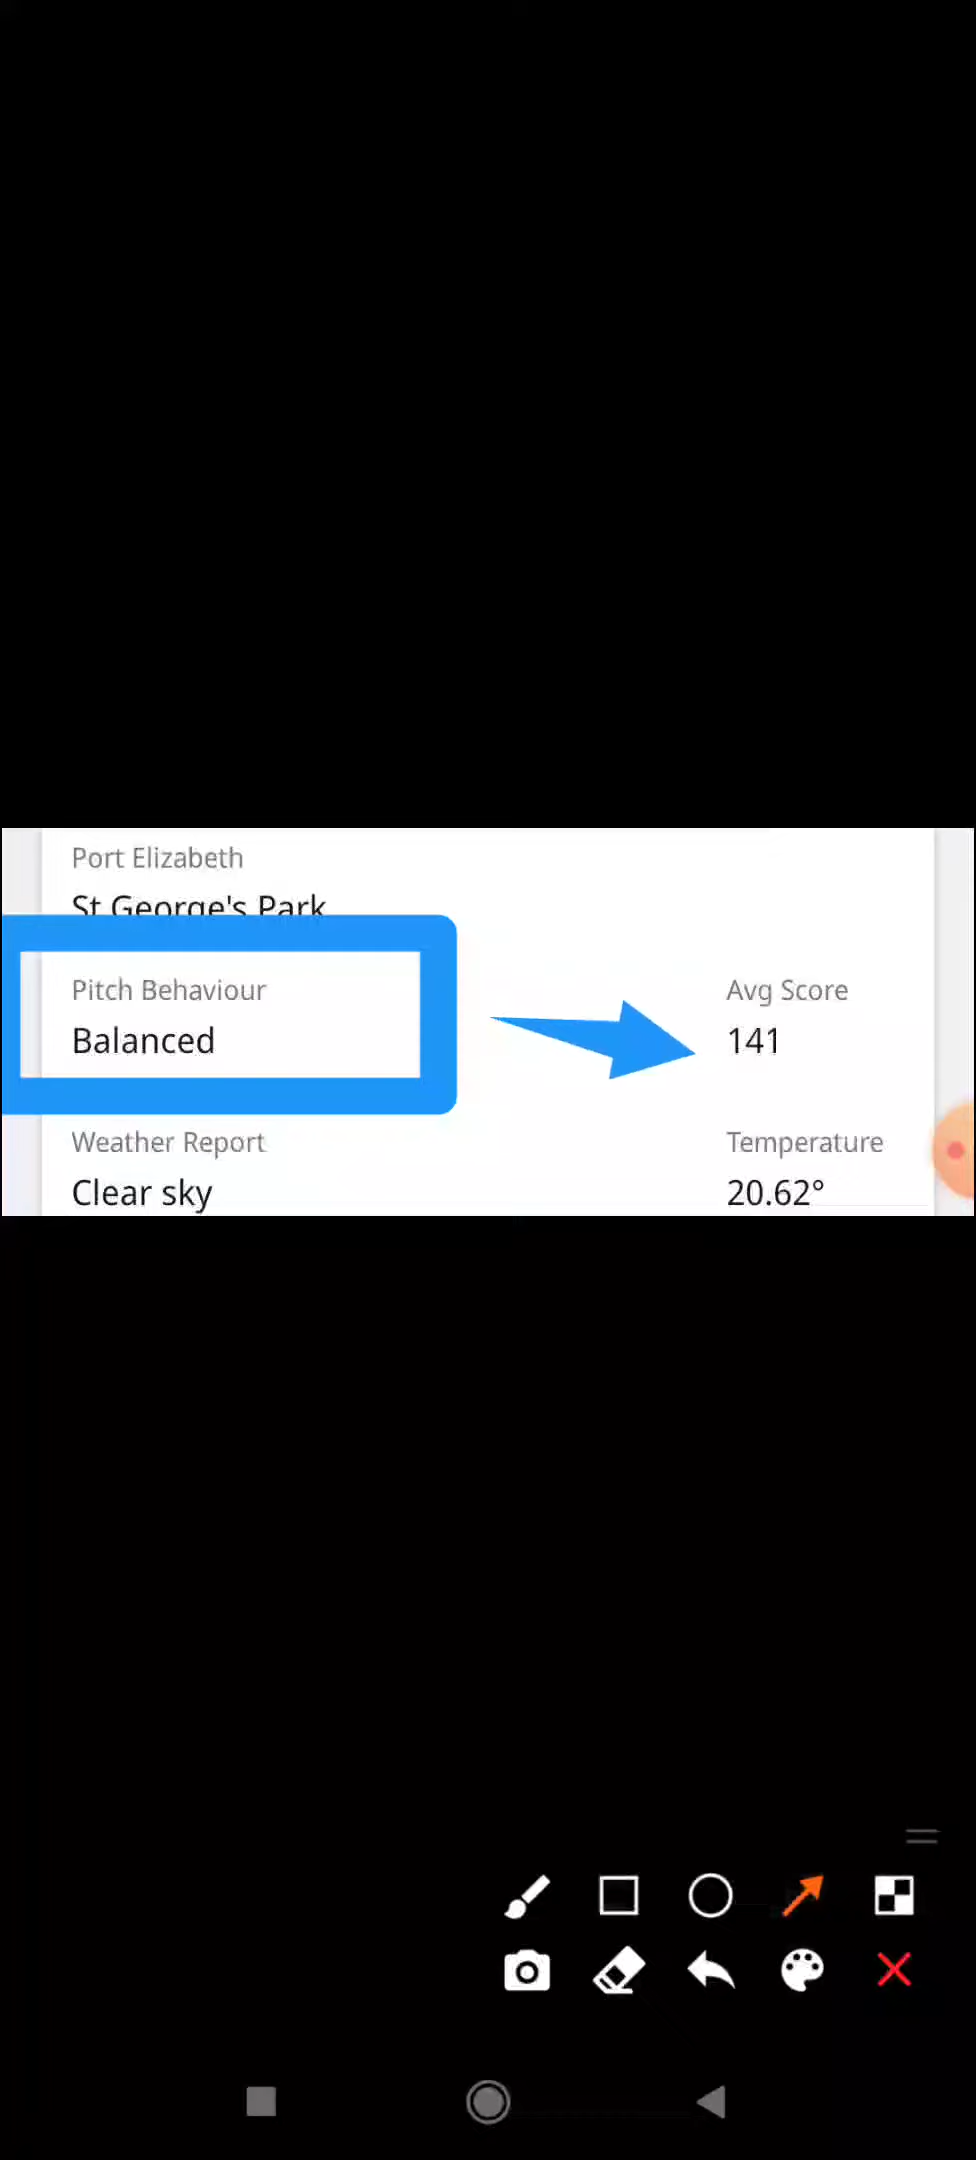 Port Elizabeth
St George's Park
Pitch Behaviour
Avg Score
Balanced
141
Weather Report
Temperature
Clear sky
20.62°